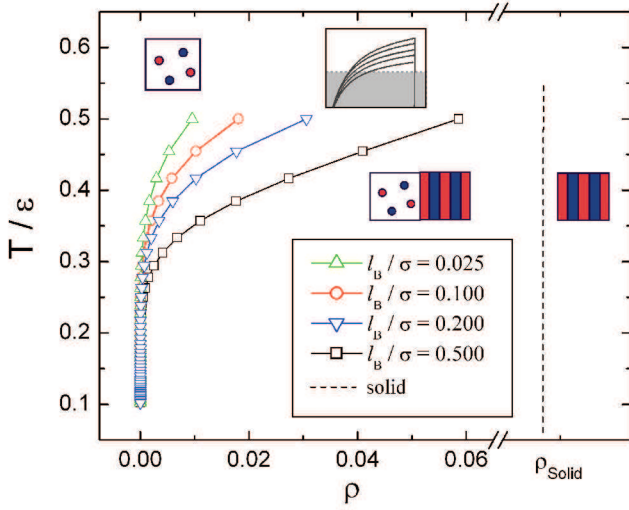 0.6
0.5
0.4
0.3
0.2
0.1
T / ε
l_B / σ = 0.025
l_B / σ = 0.100
l_B / σ = 0.200
l_B / σ = 0.500
solid
0.00
0.02
0.04
0.06
ρ_Solid
ρ